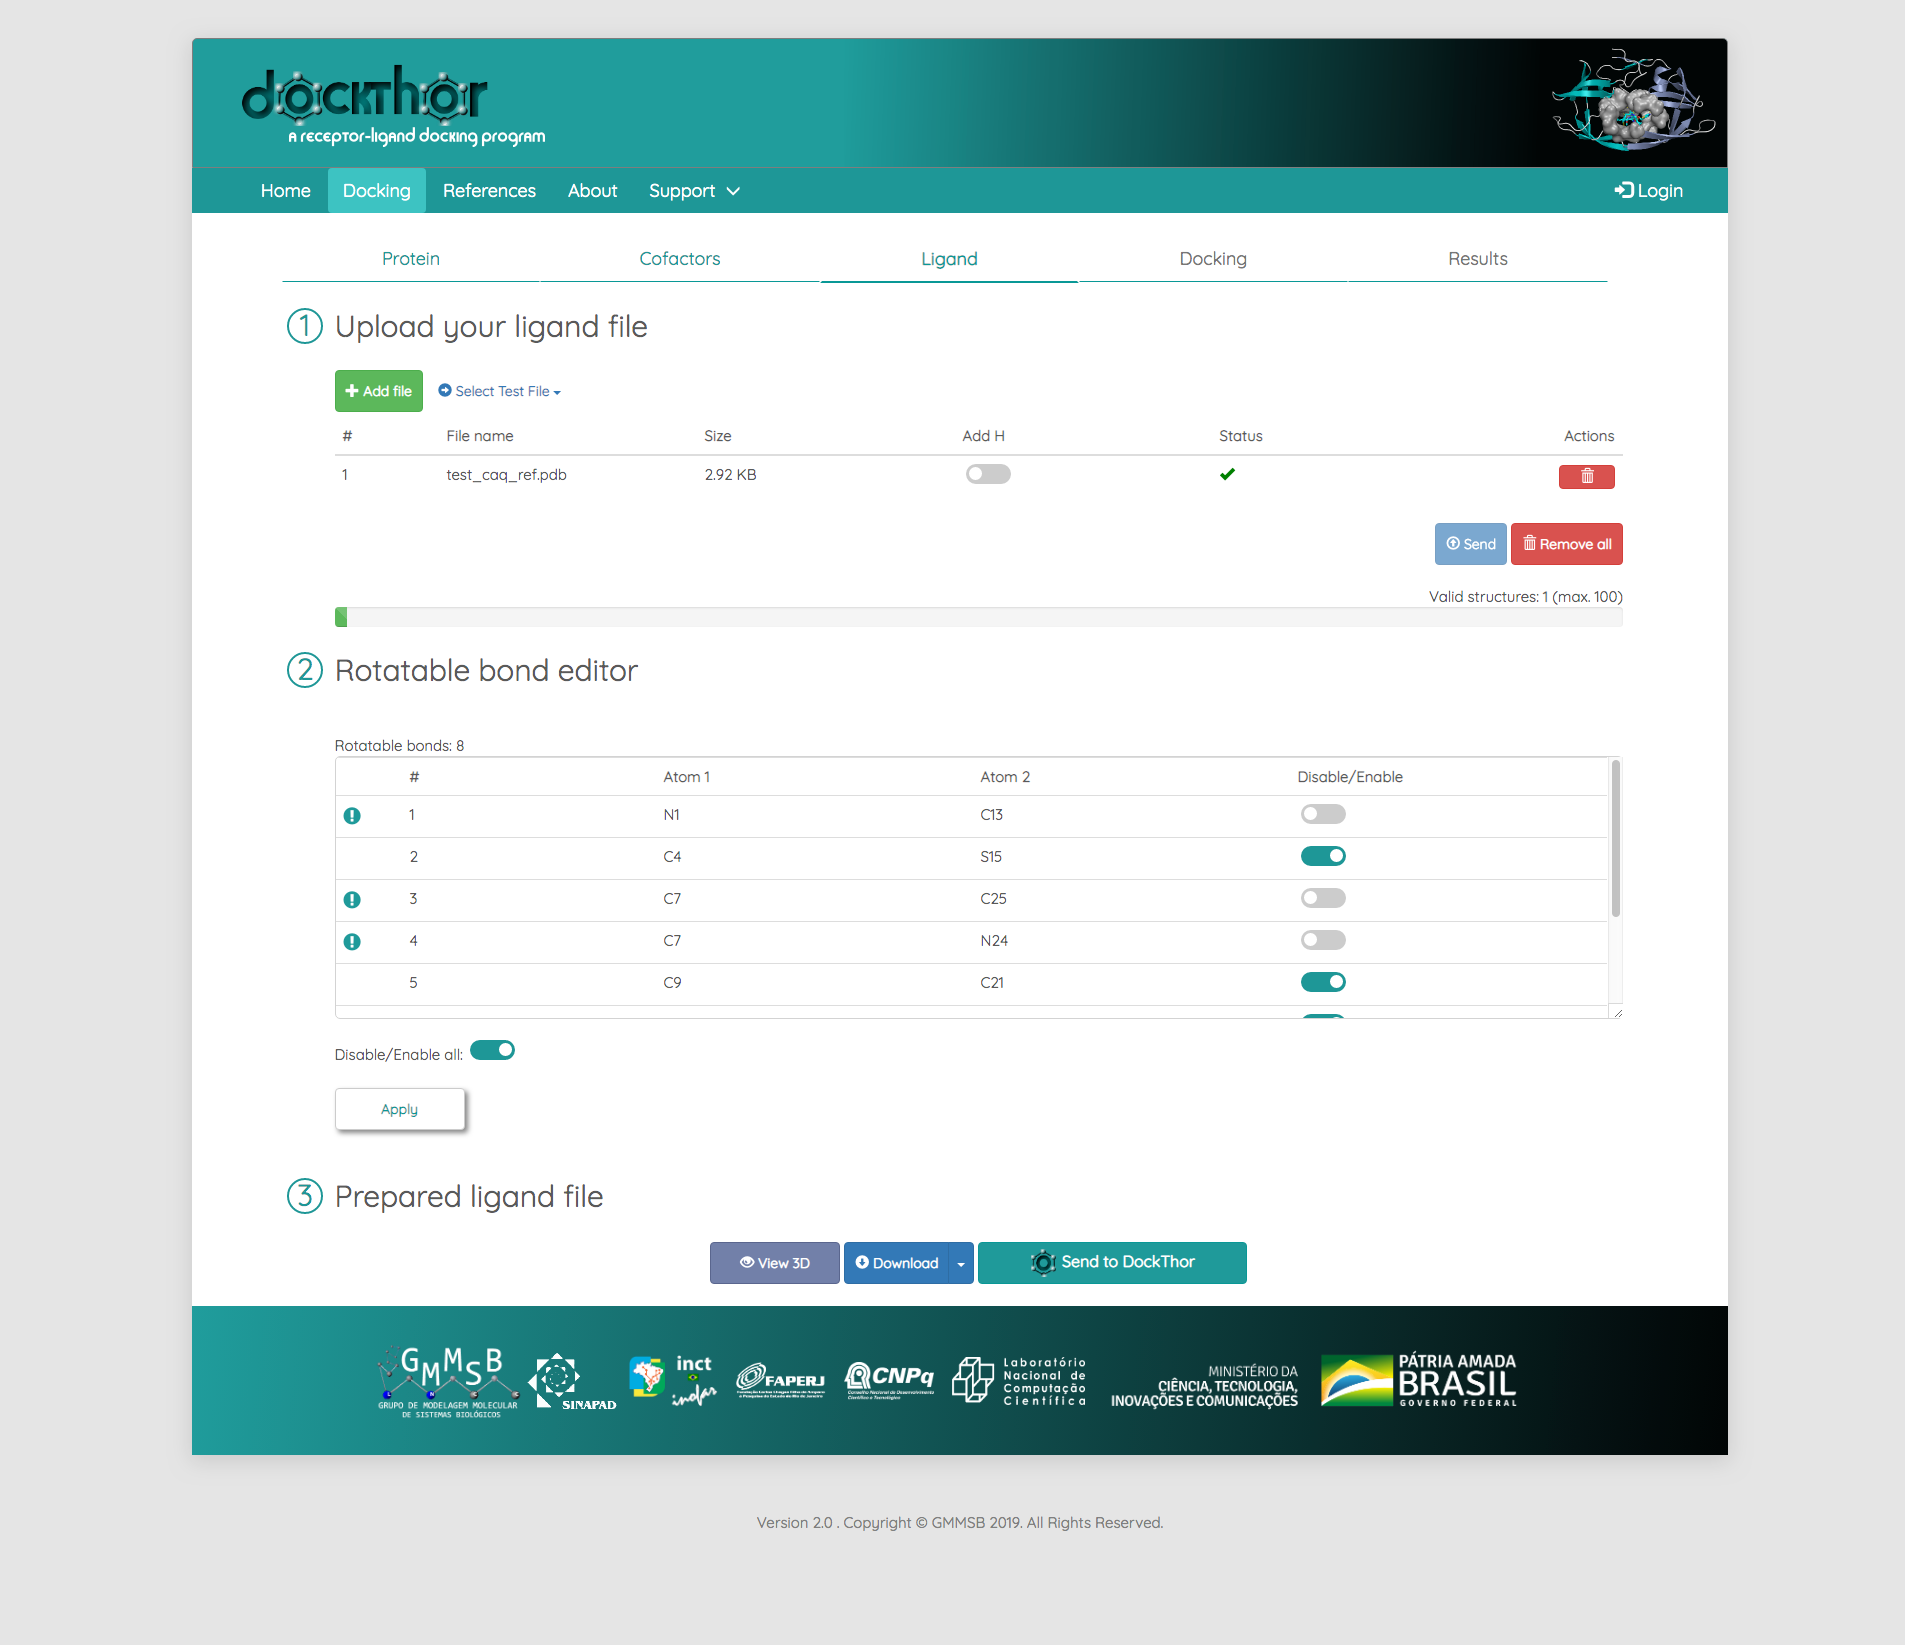 dockThor
a receptor-ligand docking program
Home Docking References About Support Login
Protein Cofactors Ligand Docking Results
1 Upload your ligand file
Add file Select Test File
# File name Size Add H Status Actions
1 test_caq_ref.pdb 2.92 KB
Send Remove all
Valid structures: 1 (max. 100)
2 Rotatable bond editor
Rotatable bonds: 8
# Atom 1 Atom 2 Disable/Enable
1 N1 C13
2 C4 S15
3 C7 C25
4 C7 N24
5 C9 C21
Disable/Enable all:
Apply
3 Prepared ligand file
View 3D Download Send to DockThor
GMMSB
GRUPO DE MODELAGEM MOLECULAR
DE SISTEMAS BIOLÓGICOS
SINAPAD
inct
inofar
FAPERJ
CNPq
Conselho Nacional de Desenvolvimento
Científico e Tecnológico
Laboratório
Nacional de
Computação
Científica
MINISTÉRIO DA
CIÊNCIA, TECNOLOGIA,
INOVAÇÕES E COMUNICAÇÕES
PÁTRIA AMADA
BRASIL
GOVERNO FEDERAL
Version 2.0 . Copyright © GMMSB 2019. All Rights Reserved.